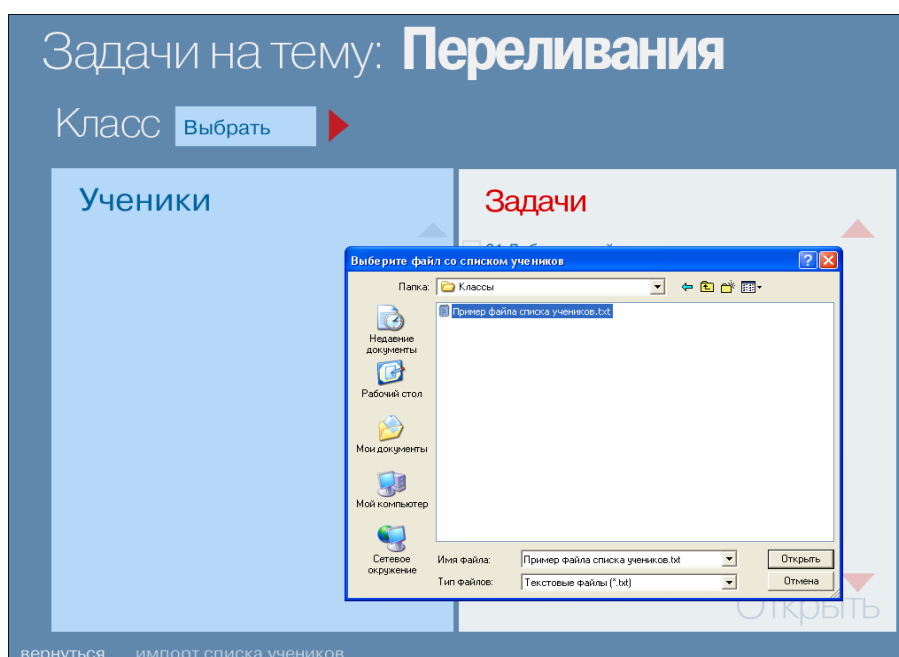 Задачи на тему: Переливания
Класс Выбрать
Ученики
Задачи
Выберите файл со списком учеников
Папка: Классы
Пример файла списка учеников.txt
Недавние
документы
Рабочий стол
Мои документы
Мой компьютер
Сетевое
окружение
Имя файла: Пример файла списка учеников.txt Открыть
Тип файлов: Текстовые файлы (*.txt) Отмена
Открыть
вернуться импорт списка учеников